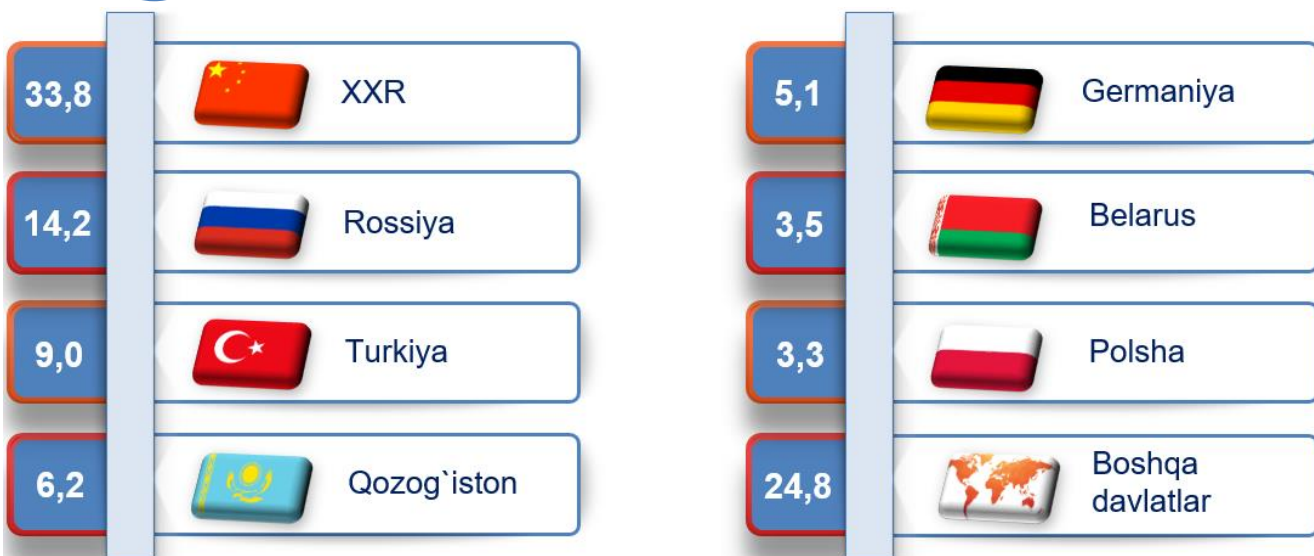 33,8 XXR
14,2 Rossiya
9,0 Turkiya
6,2 Qozog`iston
5,1 Germaniya
3,5 Belarus
3,3 Polsha
24,8 Boshqa
davlatlar